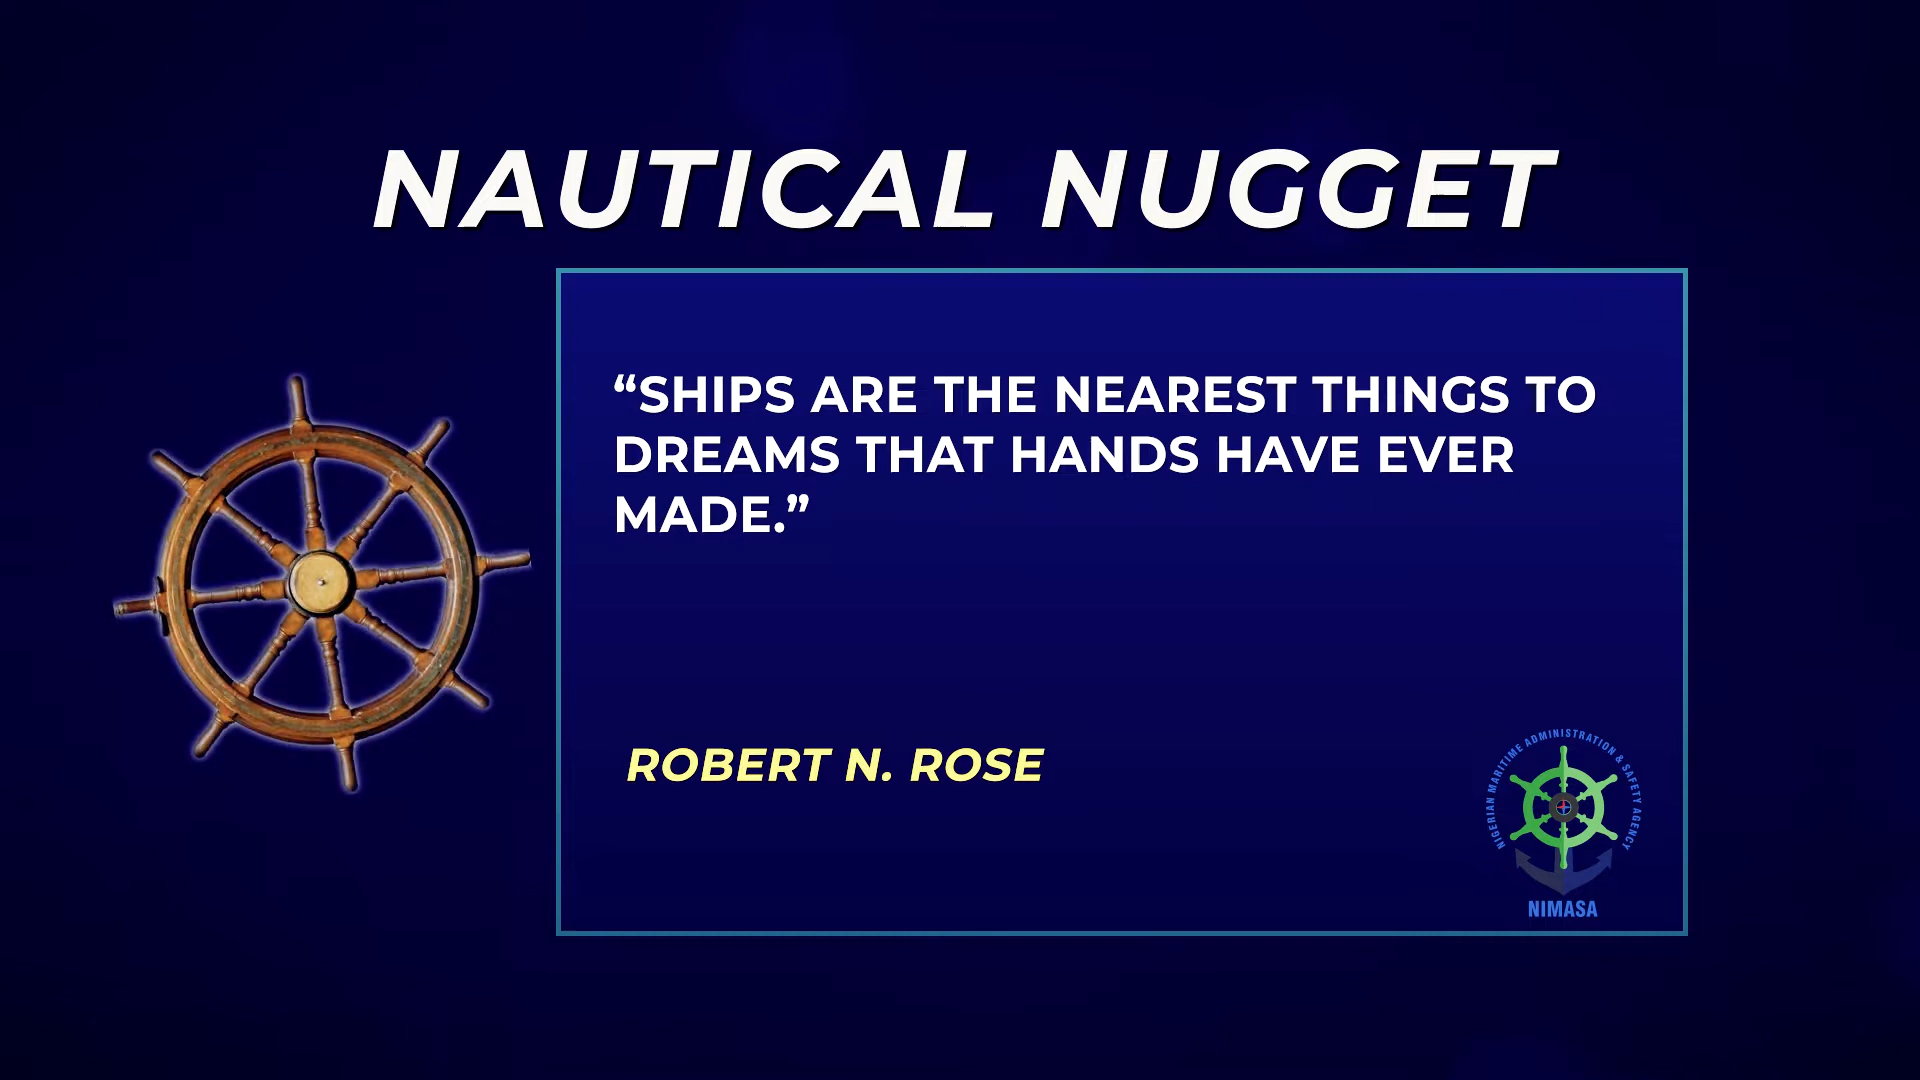 NAUTICAL NUGGET
“SHIPS ARE THE NEAREST THINGS TO
DREAMS THAT HANDS HAVE EVER
MADE.”
ROBERT N. ROSE
NIGERIAN MARITIME ADMINISTRATION & SAFETY AGENCY
NIMASA